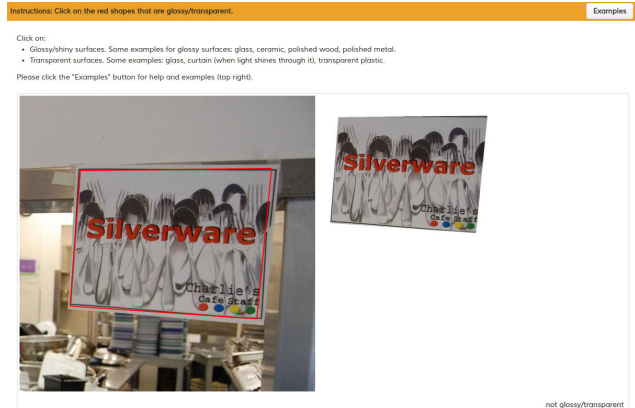 Instructions: Click on the red shapes that are glossy/transparent.
Examples
Click on:
• Glossy/shiny surfaces. Some examples for glossy surfaces: glass, ceramic, polished wood, polished metal.
• Transparent surfaces. Some examples: glass, curtain (when light shines through it), transparent plastic.
Please click the "Examples" button for help and examples (top right).
Silverware
Charlie's
Cafe Staff
Silverware
Charlie's
Cafe Staff
not glossy/transparent